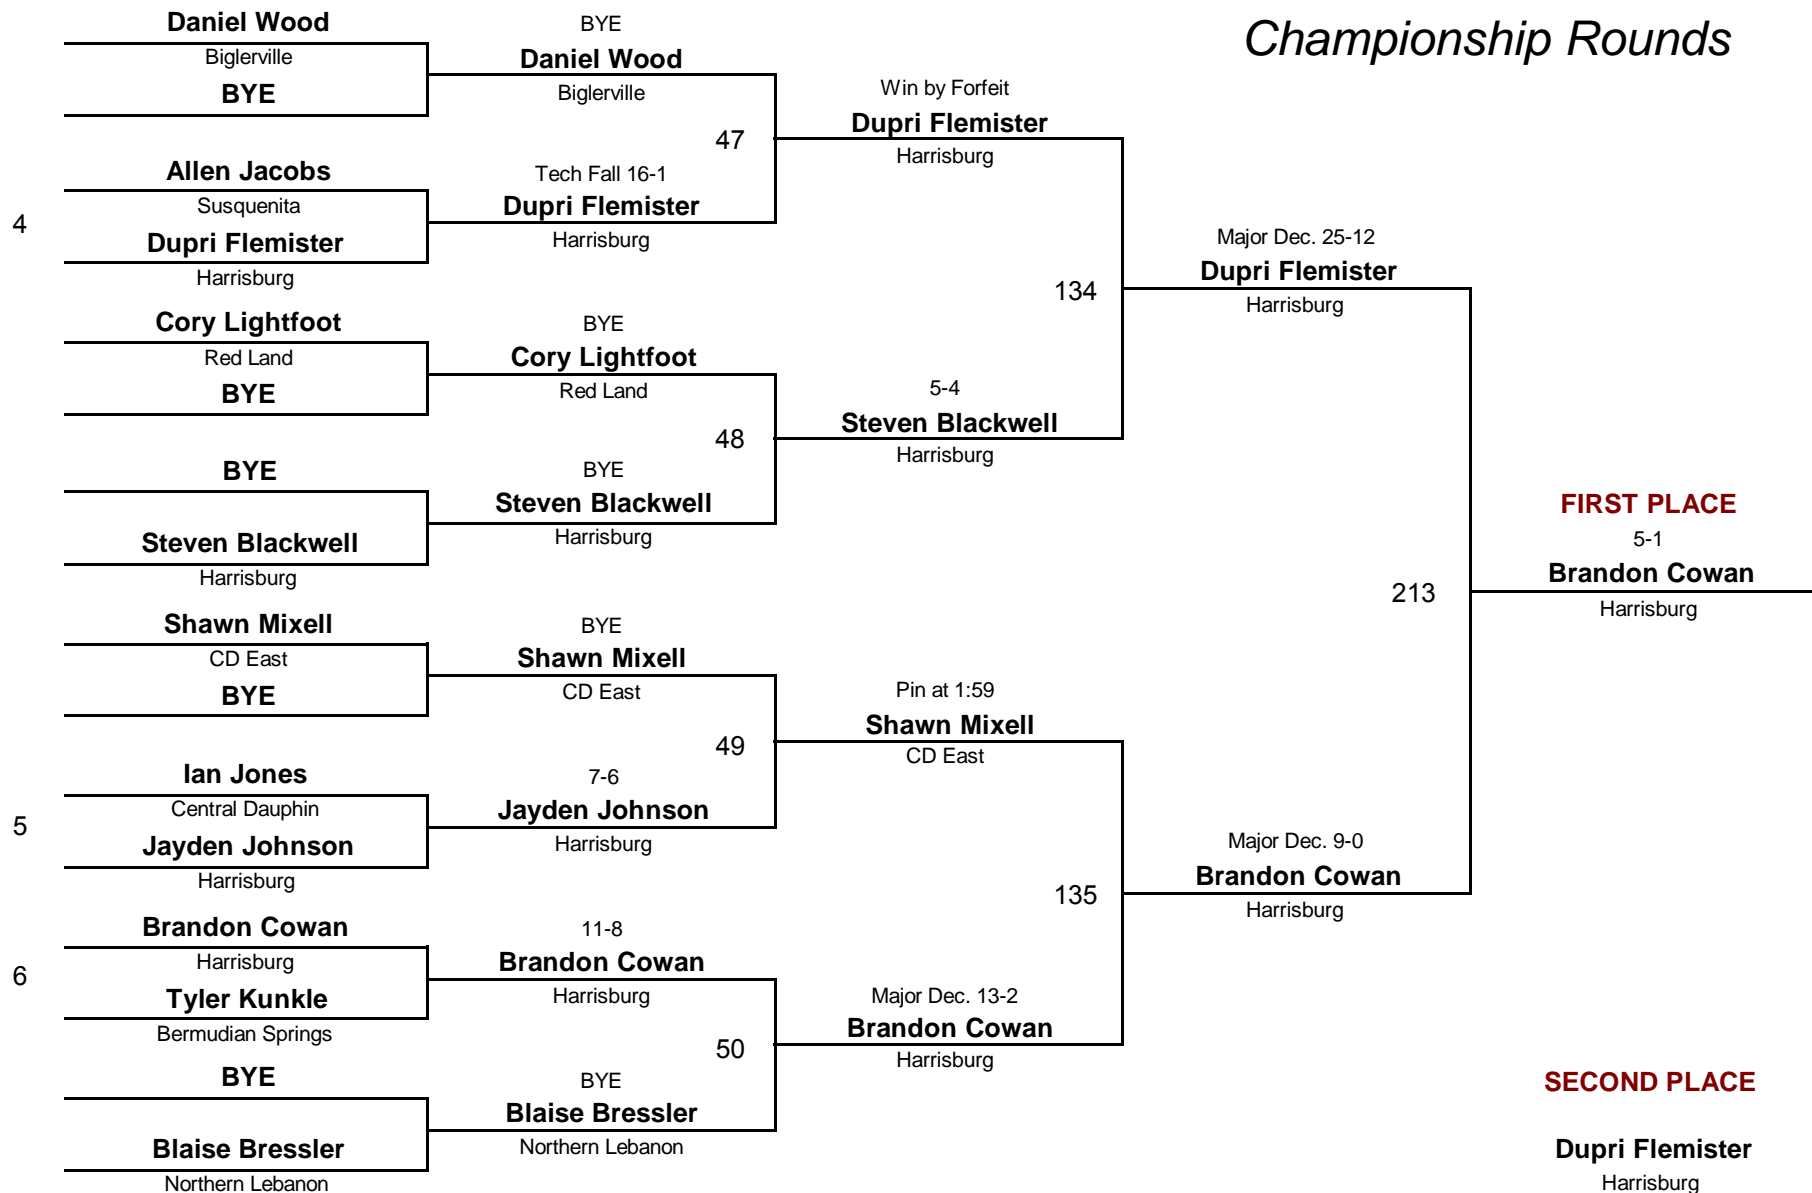 Championship Rounds
Daniel Wood
Biglerville
BYE
4
Allen Jacobs
Susquenita
Dupri Flemister
Harrisburg
Cory Lightfoot
Red Land
BYE
BYE
Steven Blackwell
Harrisburg
Shawn Mixell
CD East
BYE
5
Ian Jones
Central Dauphin
Jayden Johnson
Harrisburg
6
Brandon Cowan
Harrisburg
Tyler Kunkle
Bermudian Springs
BYE
Blaise Bressler
Northern Lebanon
BYE
Daniel Wood
Biglerville
47
Tech Fall 16-1
Dupri Flemister
Harrisburg
BYE
Cory Lightfoot
Red Land
48
BYE
Steven Blackwell
Harrisburg
BYE
Shawn Mixell
CD East
49
7-6
Jayden Johnson
Harrisburg
11-8
Brandon Cowan
Harrisburg
50
BYE
Blaise Bressler
Northern Lebanon
Win by Forfeit
Dupri Flemister
Harrisburg
134
5-4
Steven Blackwell
Harrisburg
Pin at 1:59
Shawn Mixell
CD East
135
Major Dec. 13-2
Brandon Cowan
Harrisburg
Major Dec. 25-12
Dupri Flemister
Harrisburg
213
Major Dec. 9-0
Brandon Cowan
Harrisburg
FIRST PLACE
5-1
Brandon Cowan
Harrisburg
SECOND PLACE
Dupri Flemister
Harrisburg